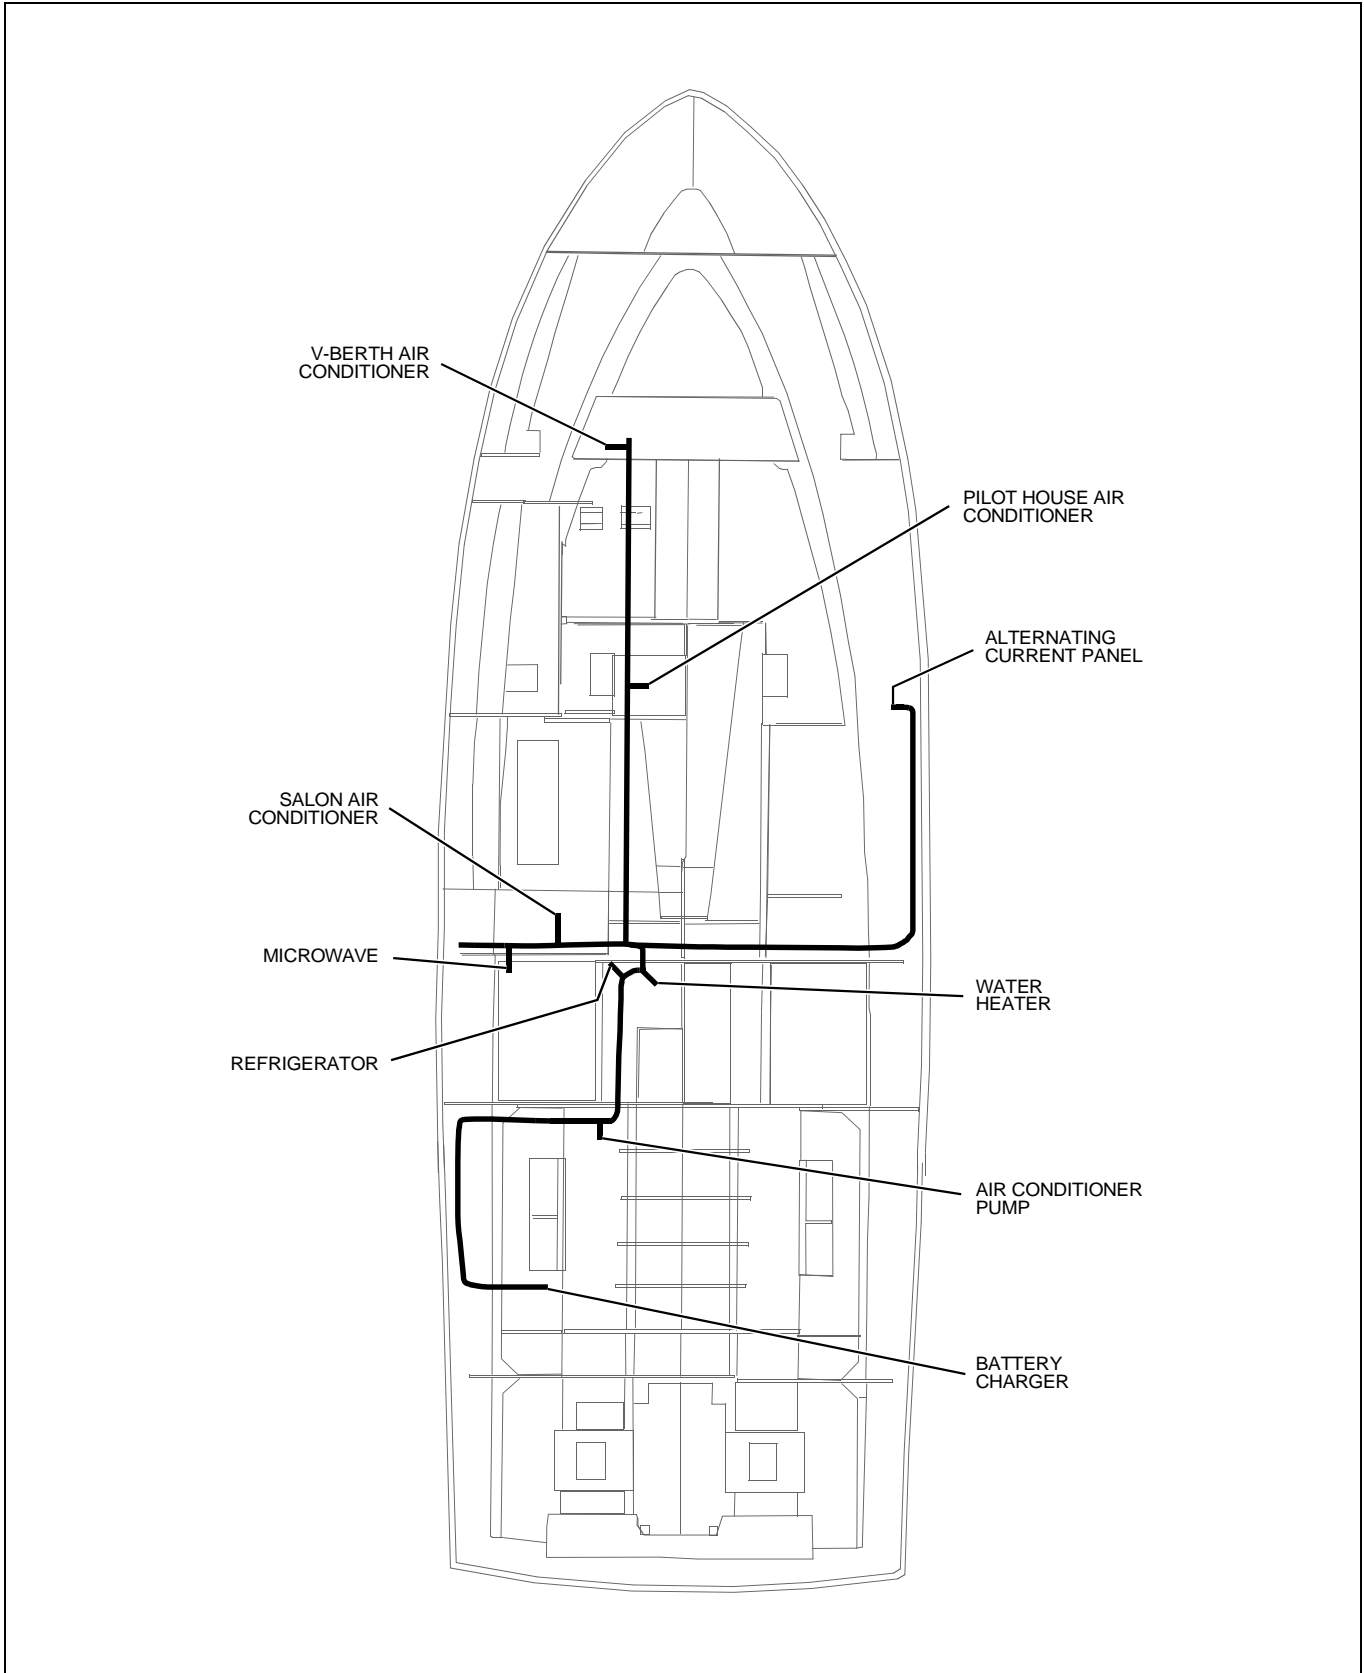 V-BERTH AIR
CONDITIONER
PILOT HOUSE AIR
CONDITIONER
ALTERNATING
CURRENT PANEL
SALON AIR
CONDITIONER
MICROWAVE
WATER
HEATER
REFRIGERATOR
AIR CONDITIONER
PUMP
BATTERY
CHARGER